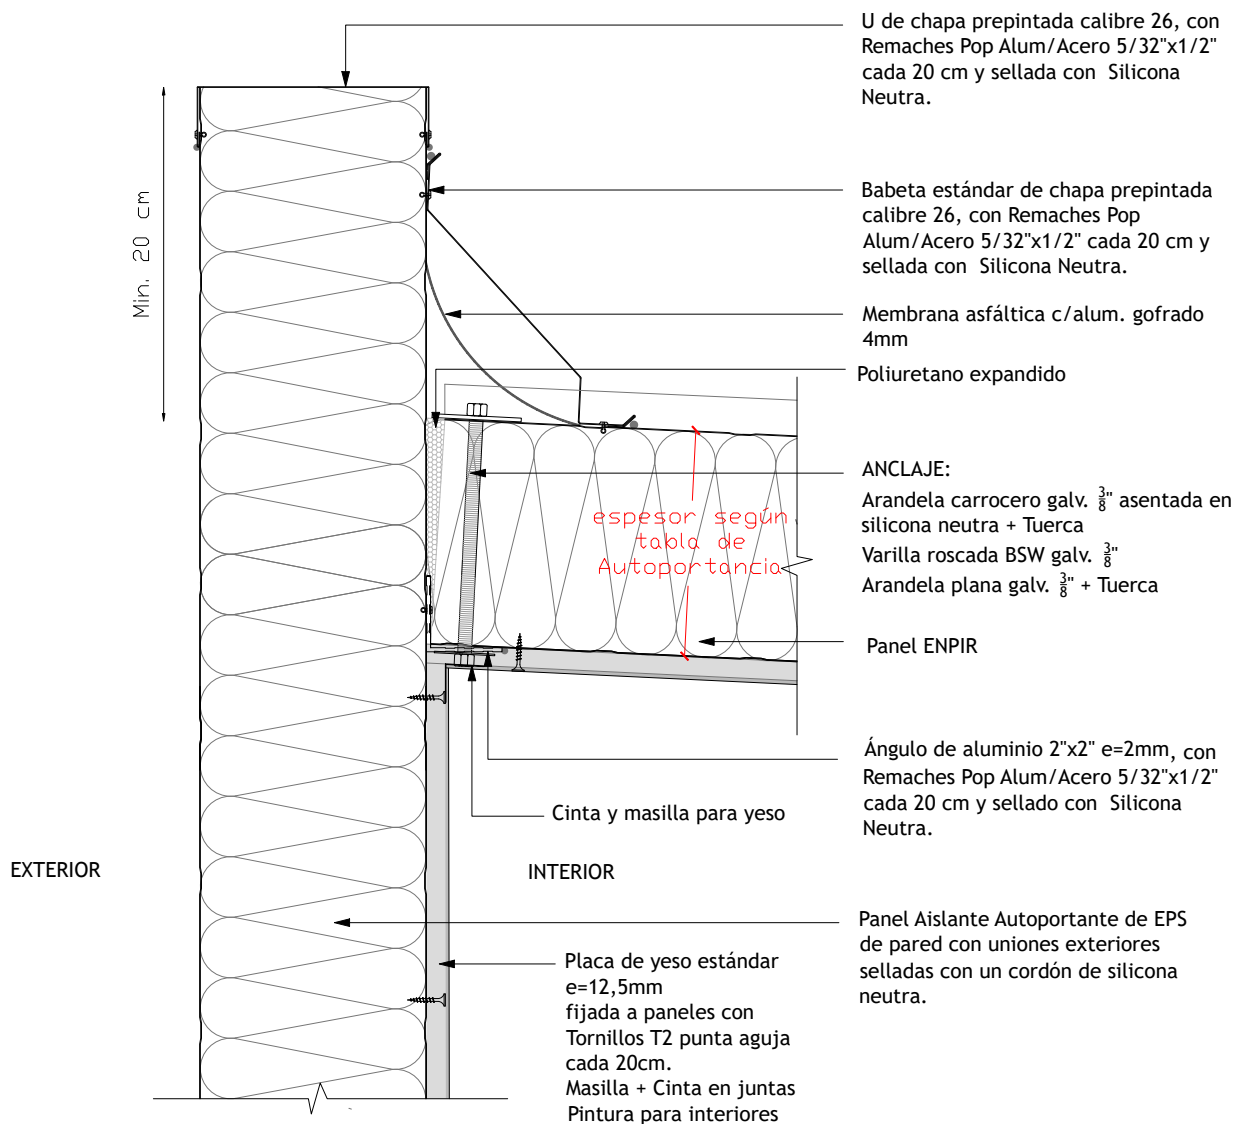 U de chapa prepintada calibre 26, con
Remaches Pop Alum/Acero 5/32"x1/2"
cada 20 cm y sellada con Silicona
Neutra.
Min. 20 cm
Babeta estándar de chapa prepintada
calibre 26, con Remaches Pop
Alum/Acero 5/32"x1/2" cada 20 cm y
sellada con Silicona Neutra.
Membrana asfáltica c/alum. gofrado
4mm
Poliuretano expandido
ANCLAJE:
Arandela carrocero galv. 3/8" asentada en
silicona neutra + Tuerca
Varilla roscada BSW galv. 3/8"
Arandela plana galv. 3/8" + Tuerca
espesor según
tabla de
Autoportancia
Panel ENPIR
Ángulo de aluminio 2"x2" e=2mm, con
Remaches Pop Alum/Acero 5/32"x1/2"
cada 20 cm y sellado con Silicona
Neutra.
Cinta y masilla para yeso
EXTERIOR
INTERIOR
Panel Aislante Autoportante de EPS
de pared con uniones exteriores
selladas con un cordón de silicona
neutra.
Placa de yeso estándar
e=12,5mm
fijada a paneles con
Tornillos T2 punta aguja
cada 20cm.
Masilla + Cinta en juntas
Pintura para interiores